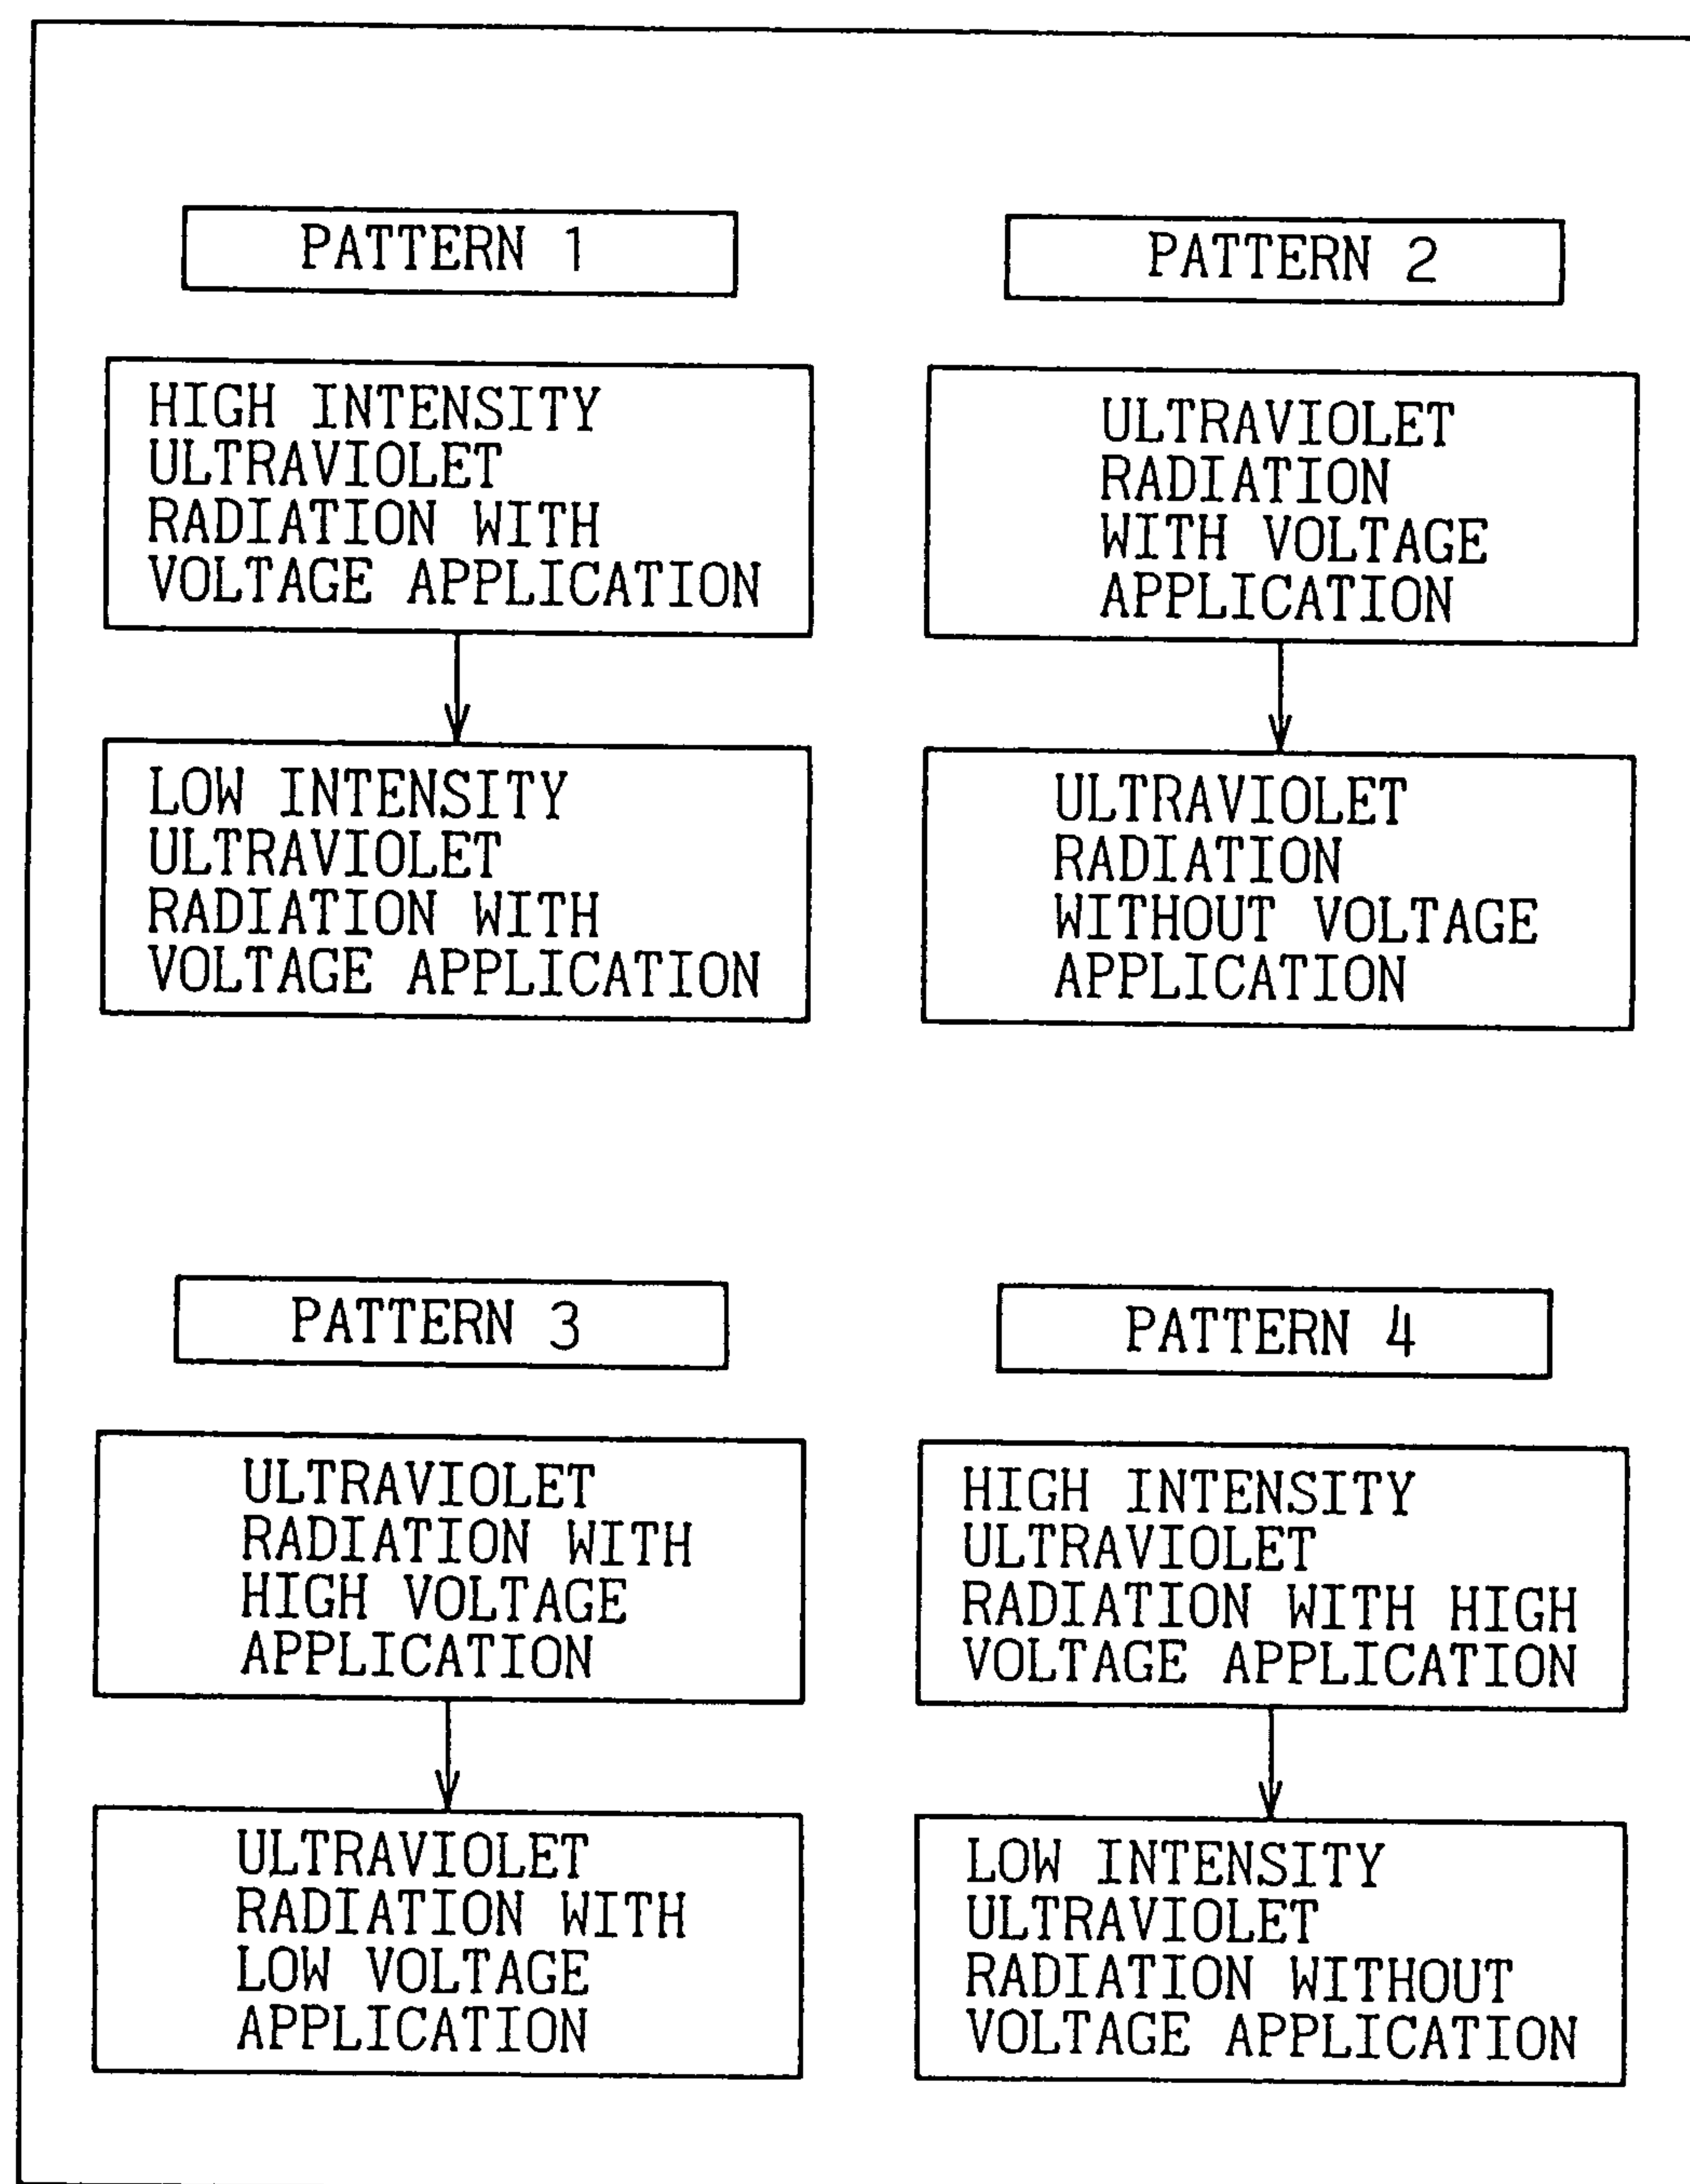 PATTERN 1
HIGH INTENSITY
ULTRAVIOLET
RADIATION WITH
VOLTAGE APPLICATION
LOW INTENSITY
ULTRAVIOLET
RADIATION WITH
VOLTAGE APPLICATION
PATTERN 2
ULTRAVIOLET
RADIATION
WITH VOLTAGE
APPLICATION
ULTRAVIOLET
RADIATION
WITHOUT VOLTAGE
APPLICATION
PATTERN 3
ULTRAVIOLET
RADIATION WITH
HIGH VOLTAGE
APPLICATION
ULTRAVIOLET
RADIATION WITH
LOW VOLTAGE
APPLICATION
PATTERN 4
HIGH INTENSITY
ULTRAVIOLET
RADIATION WITH HIGH
VOLTAGE APPLICATION
LOW INTENSITY
ULTRAVIOLET
RADIATION WITHOUT
VOLTAGE APPLICATION